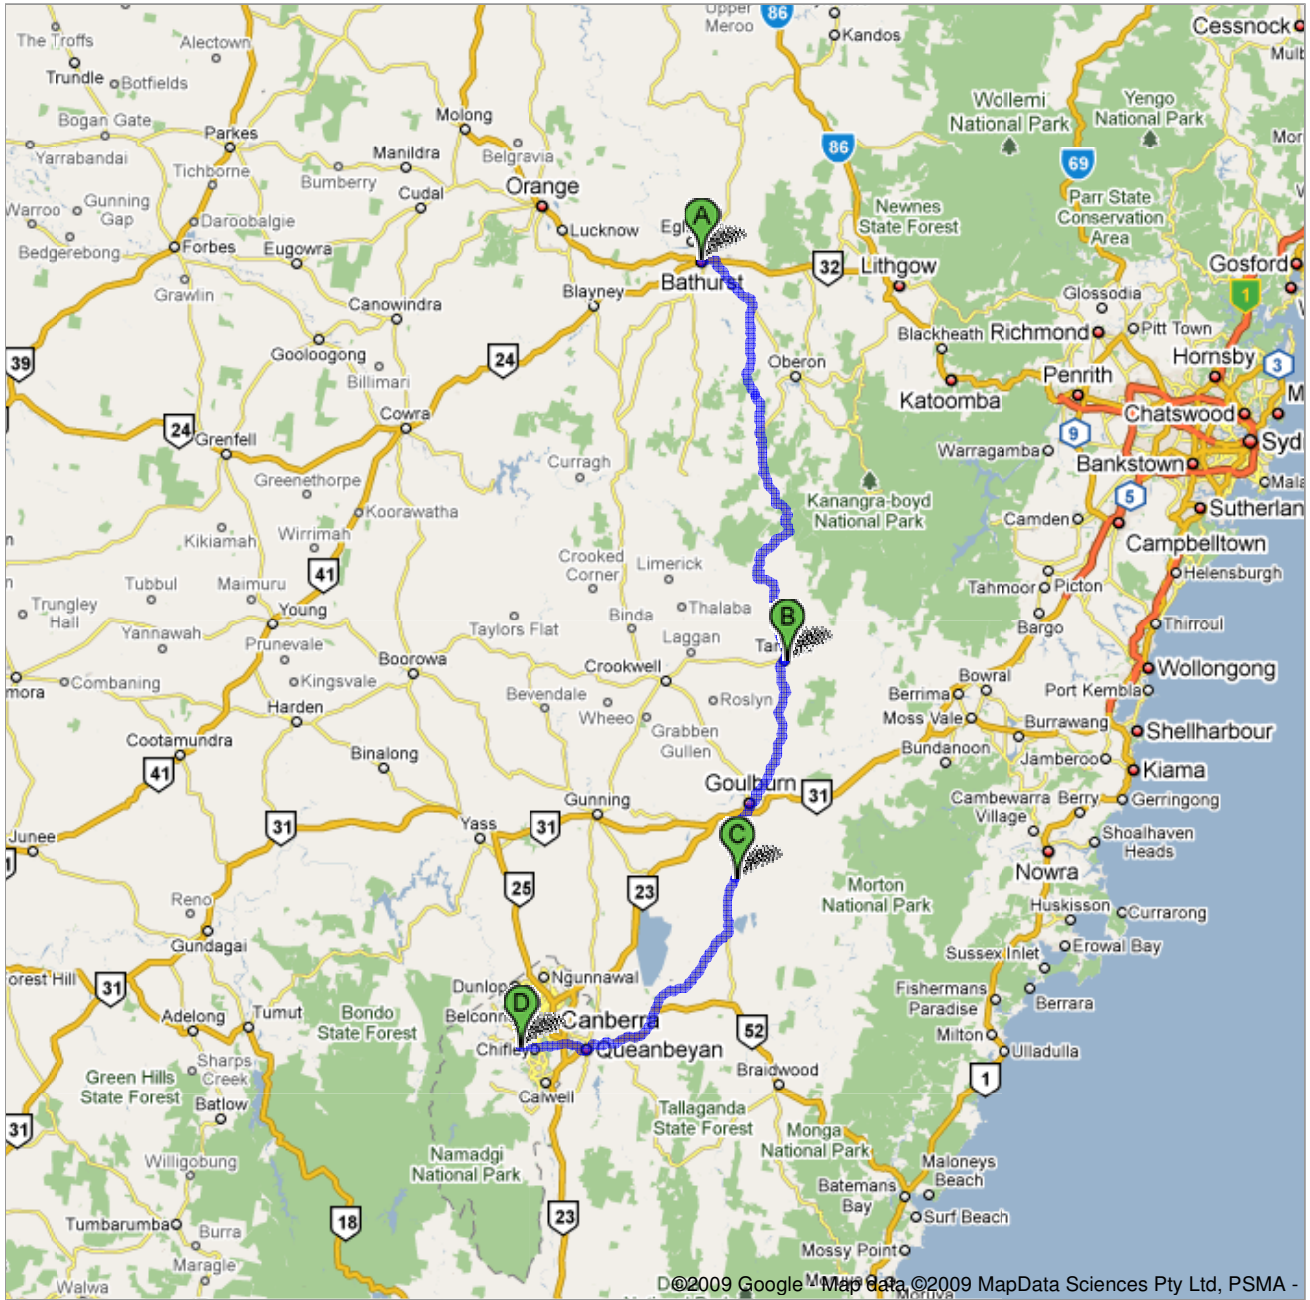 Upper
Meroo
86
Kandos
Cessnock
The Troffs
Alectown
Trundle
Botfields
Wollemi
National Park
Yengo
National Park
Bogan Gate
Parkes
Molong
86
69
Yarrabandai
Tichborne
Bumberry
Manildra
Belgravia
Orange
Cudal
Parr State
Conservation
Area
Newnes
State Forest
Warroo
Gunning
Gap
Daroobalgie
Lucknow
A
Bedgerebong
Forbes
Eugowra
32
Lithgow
Gosford
Grawlin
Canowindra
Blayney
Bathurst
Glossodia
1
Blackheath
Richmond
Pitt Town
Gooloogong
Hornsby
39
24
Billimari
Oberon
Katoomba
Penrith
3
Cowra
Chatswood
24
Grenfell
9
Greenethorpe
Curragh
Warragamba
Bankstown
Koorawatha
Kanangra-boyd
National Park
5
Camden
Kikiamah
Wirrimah
Campbelltown
41
Crooked
Corner
Limerick
Helensburgh
Tubbul
Maimuru
Tahmoor
Picton
Trungley
Hall
Young
Binda
Thalaba
B
Bargo
Yannawah
Prunevale
Taylors Flat
Laggan
Thirroul
Boorowa
Crookwell
Wollongong
Combaning
Kingsvale
Bevendale
Roslyn
Berrima
Bowral
Port Kembla
Harden
Wheeo
Grabben
Gullen
Moss Vale
Burrawang
Shellharbour
Cootamundra
Binalong
Bundanoon
Jamberoo
Kiama
41
Goulburn
Gunning
31
Cambewarra
Village
Berry
Gerringong
31
Yass
31
C
Junee
Shoalhaven
Heads
25
23
Nowra
Reno
Morton
National Park
Huskisson
Currarong
Gundagai
Sussex Inlet
Erowal Bay
31
Dunlop
Ngunnawal
Fishermans
Paradise
Berrara
Adelong
Tumut
Bondo
State Forest
D
Canberra
52
Milton
Chifley
Queanbeyan
Ulladulla
Sharps
Creek
Green Hills
State Forest
Braidwood
1
Batlow
Calwell
31
Tallaganda
State Forest
Monga
National Park
Willigobung
Namadgi
National Park
Maloneys
Beach
Batemans
Bay
Tumbarumba
Burra
18
23
Surf Beach
Maragle
Mossy Point
Walwa
©2009 Google - Map data ©2009 MapData Sciences Pty Ltd, PSMA -